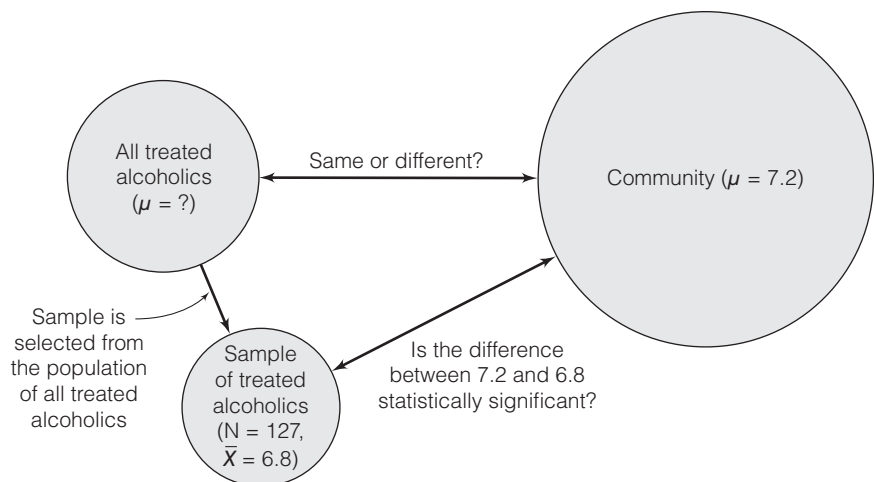 All treated
alcoholics
(μ = ?)
Same or different?
Community (μ = 7.2)
Sample is
selected from
the population
of all treated
alcoholics
Sample
of treated
alcoholics
(N = 127,
X̅ = 6.8)
Is the difference
between 7.2 and 6.8
statistically significant?